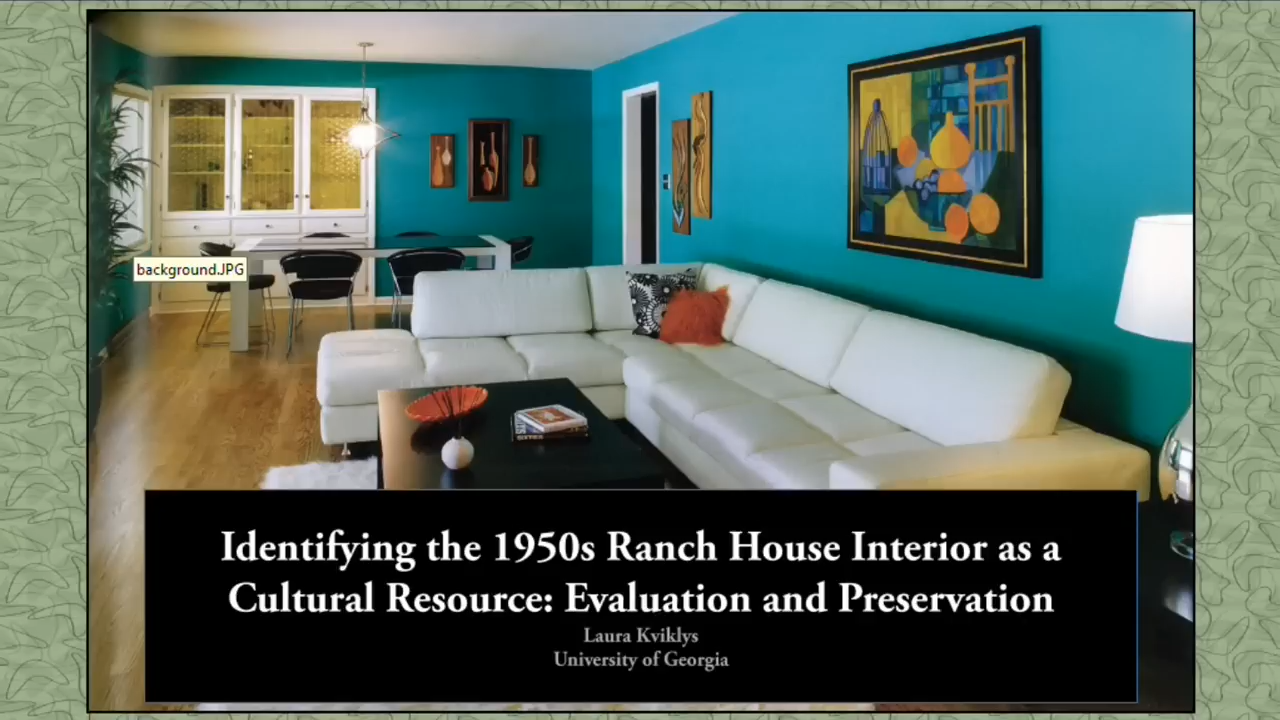 background.JPG
Identifying the 1950s Ranch House Interior as a
Cultural Resource: Evaluation and Preservation
Laura Kviklys
University of Georgia